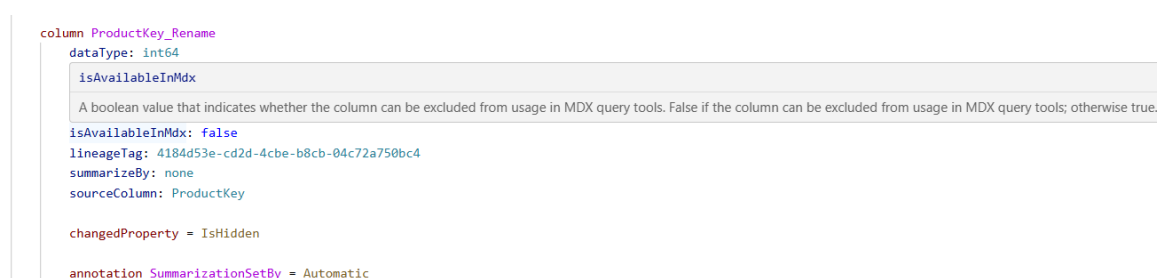 column ProductKey_Rename
dataType: int64
isAvailableInMdx
A boolean value that indicates whether the column can be excluded from usage in MDX query tools. False if the column can be excluded from usage in MDX query tools; otherwise true.
isAvailableInMdx: false
lineageTag: 4184d53e-cd2d-4cbe-b8cb-04c72a750bc4
summarizeBy: none
sourceColumn: ProductKey
changedProperty = IsHidden
annotation SummarizationSetBy = Automatic